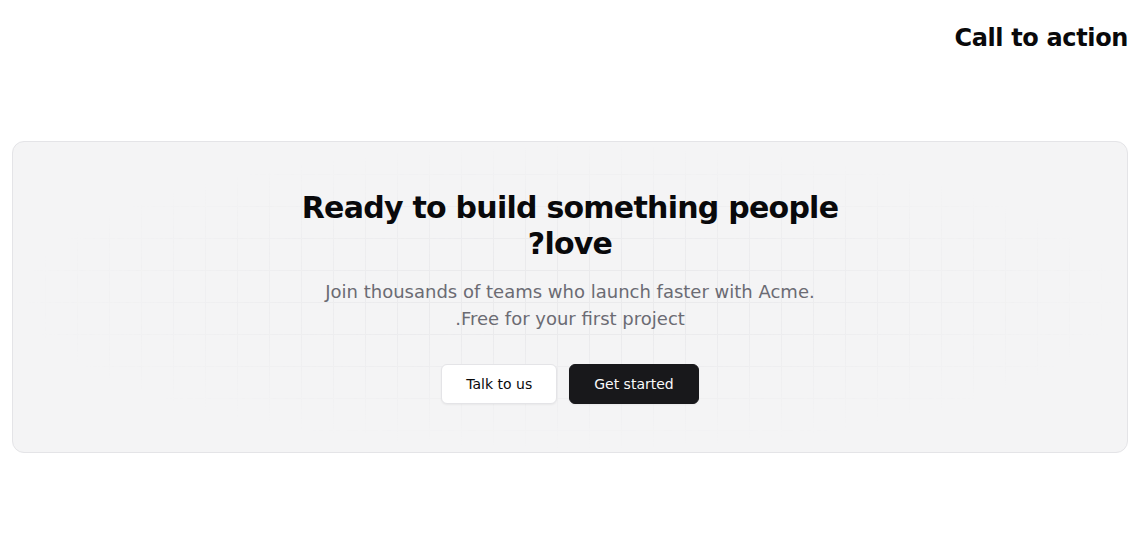 Call to action
Ready to build something people
love?
Join thousands of teams who launch faster with Acme.
Free for your first project.
Talk to us
Get started